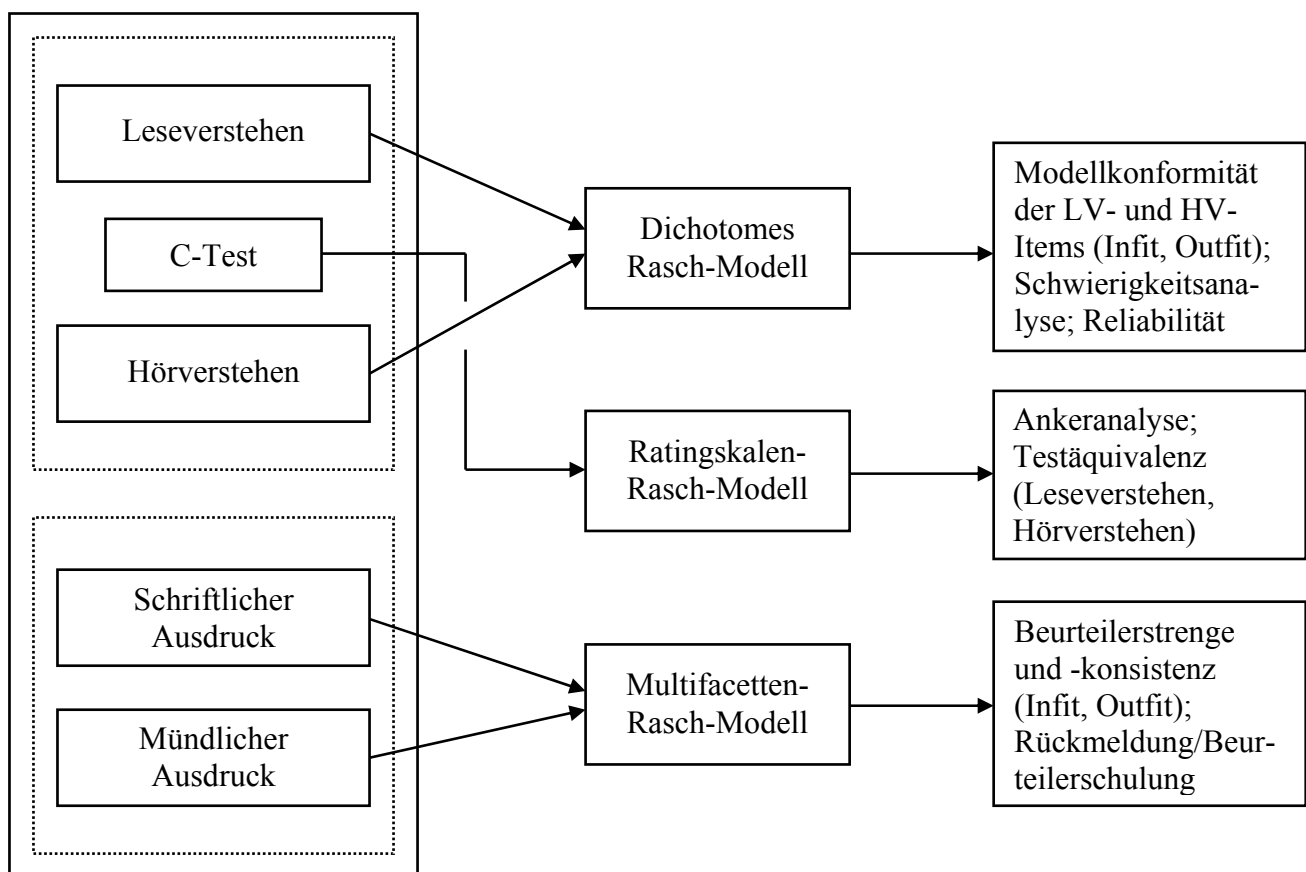 Leseverstehen
C-Test
Hörverstehen
Schriftlicher
Ausdruck
Mündlicher
Ausdruck
Dichotomes
Rasch-Modell
Ratingskalen-
Rasch-Modell
Multifacetten-
Rasch-Modell
Modellkonformität
der LV- und HV-
Items (Infit, Outfit);
Schwierigkeitsana-
lyse; Reliabilität
Ankeranalyse;
Testäquivalenz
(Leseverstehen,
Hörverstehen)
Beurteilerstrenge
und -konsistenz
(Infit, Outfit);
Rückmeldung/Beur-
teilerschulung